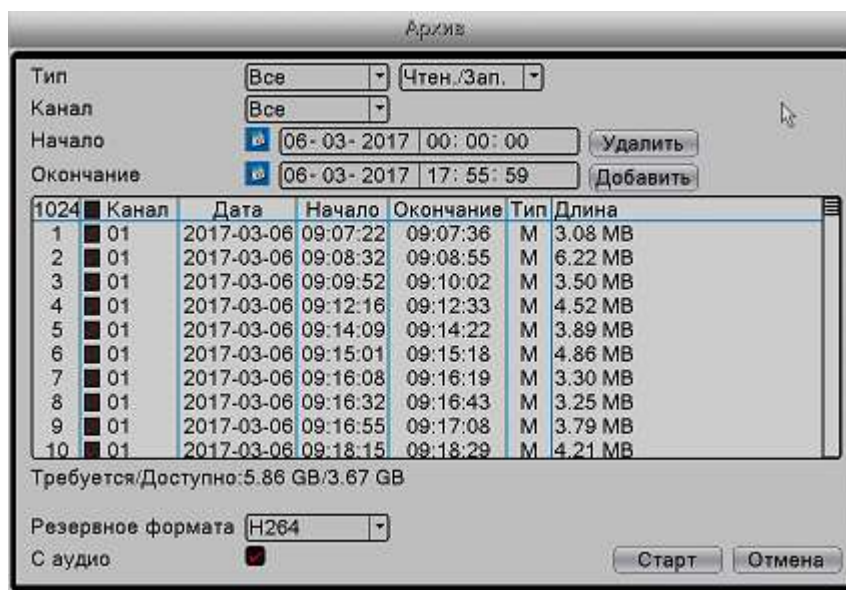 Архив
Тип Все Чтен./Зап.
Канал Все
Начало 06-03-2017 00:00:00 Удалить
Окончание 06-03-2017 17:55:59 Добавить
1024 Канал Дата Начало Окончание Тип Длина
1 01 2017-03-06 09:07:22 09:07:36 M 3.08 MB
2 01 2017-03-06 09:08:32 09:08:55 M 6.22 MB
3 01 2017-03-06 09:09:52 09:10:02 M 3.50 MB
4 01 2017-03-06 09:12:16 09:12:33 M 4.52 MB
5 01 2017-03-06 09:14:09 09:14:22 M 3.89 MB
6 01 2017-03-06 09:15:01 09:15:18 M 4.86 MB
7 01 2017-03-06 09:16:08 09:16:19 M 3.30 MB
8 01 2017-03-06 09:16:32 09:16:43 M 3.25 MB
9 01 2017-03-06 09:16:55 09:17:08 M 3.79 MB
10 01 2017-03-06 09:18:15 09:18:29 M 4.21 MB
Требуется/Доступно:5.86 GB/3.67 GB
Резервное формата H264
С аудио Старт Отмена